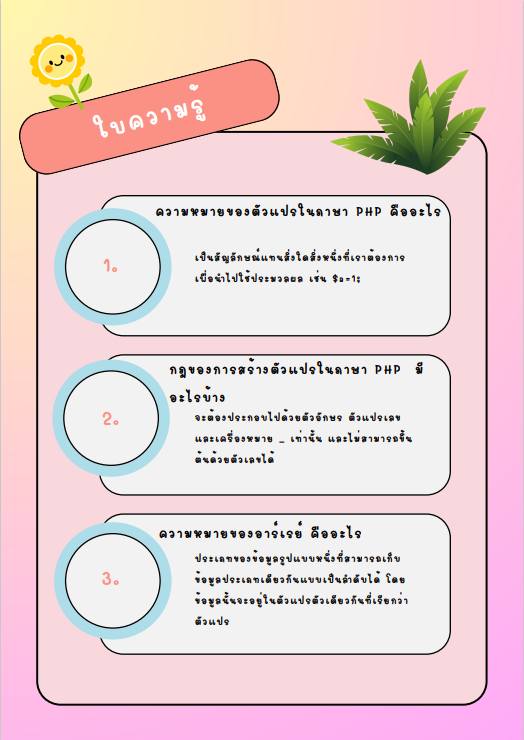 ใบความรู้
ความหมายของตัวแปรในภาษา PHP คืออะไร
1.
เป็นสัญลักษณ์แทนสิ่งใดสิ่งหนึ่งที่เราต้องการ
เพื่อนำไปใช้ประมวลผล เช่น $a=1;
กฎของการสร้างตัวแปรในภาษา PHP มี
อะไรบ้าง
2.
จะต้องประกอบไปด้วยตัวอักษร ตัวแปรเลข
และเครื่องหมาย _ เท่านั้น และไม่สามารถขึ้น
ต้นด้วยตัวเลขได้
ความหมายของอาร์เรย์ คืออะไร
3.
ประเภทของข้อมูลรูปแบบหนึ่งที่สามารถเก็บ
ข้อมูลประเภทเดียวกันแบบเป็นลำดับได้ โดย
ข้อมูลนั้นจะอยู่ในตัวแปรตัวเดียวกันที่เรียกว่า
ตัวแปร